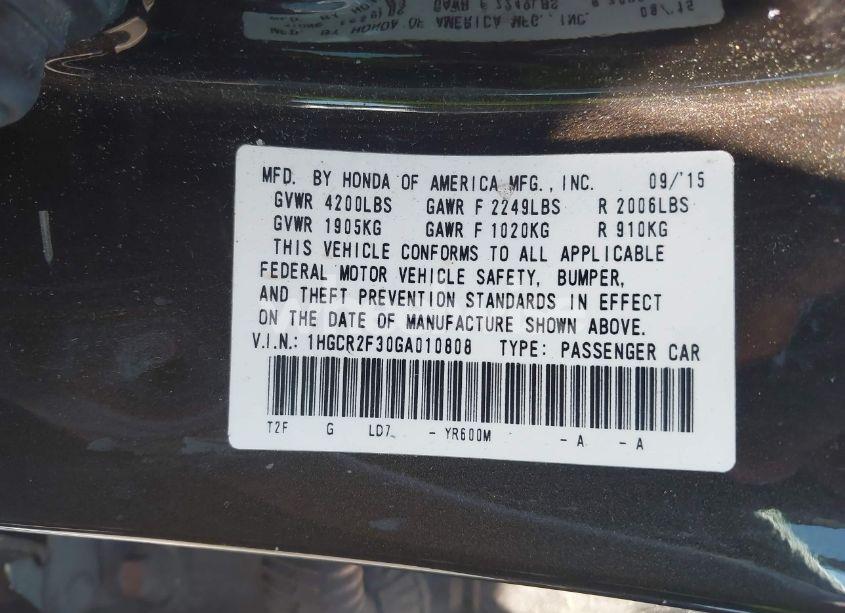 MFD. BY HONDA OF AMERICA MFG., INC. 09/'15
GVWR 4200LBS GAWR F 2249LBS R 2006LBS
GVWR 1905KG GAWR F 1020KG R 910KG
THIS VEHICLE CONFORMS TO ALL APPLICABLE
FEDERAL MOTOR VEHICLE SAFETY, BUMPER,
AND THEFT PREVENTION STANDARDS IN EFFECT
ON THE DATE OF MANUFACTURE SHOWN ABOVE.
V.I.N.: 1HGCR2F30GA010808 TYPE: PASSENGER CAR
T2F G LD7 - YR600M - A - A